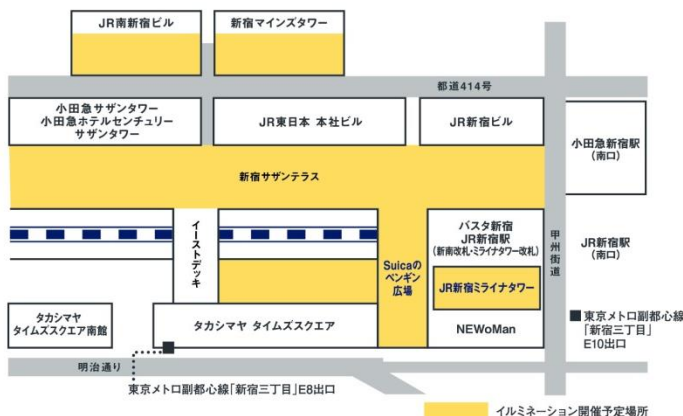 JR南新宿ビル
新宿マインズタワー
都道414号
小田急サザンタワー
小田急ホテルセンチュリー
サザンタワー
JR東日本 本社ビル
JR新宿ビル
小田急新宿駅
(南口)
新宿サザンテラス
イーストデッキ
Suicaの
ペンギン
広場
バスタ新宿
JR新宿駅
(新南改札・ミライナタワー改札)
JR新宿ミライナタワー
NEWoMan
甲州街道
JR新宿駅
(南口)
タカシマヤ
タイムズスクエア南館
タカシマヤ タイムズスクエア
■東京メトロ副都心線
「新宿三丁目」
E10出口
明治通り
東京メトロ副都心線「新宿三丁目」E8出口
イルミネーション開催予定場所